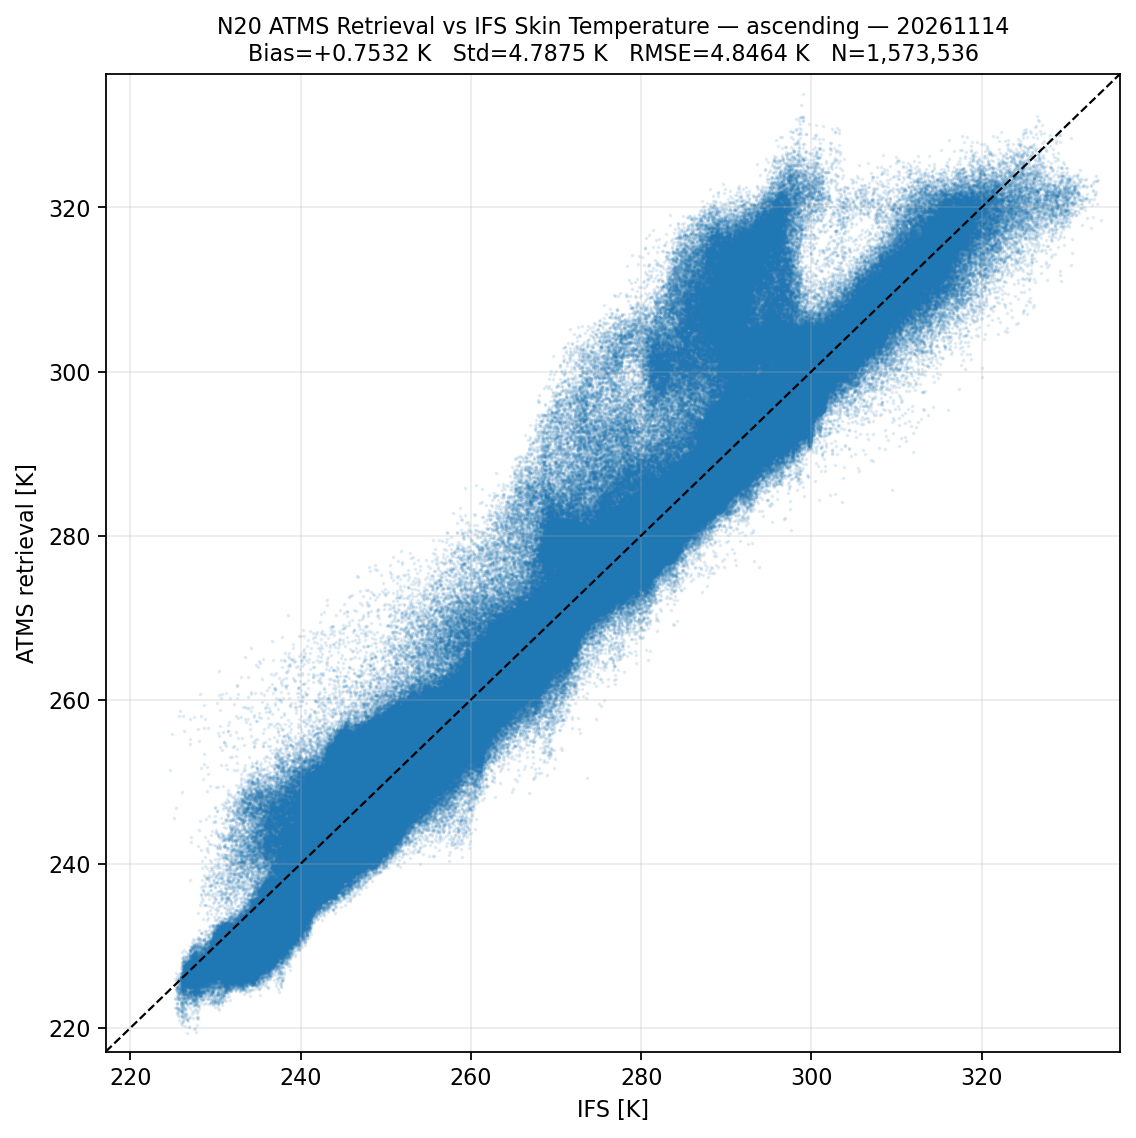 N20 ATMS Retrieval vs IFS Skin Temperature — ascending — 20261114
Bias=+0.7532 K   Std=4.7875 K   RMSE=4.8464 K   N=1,573,536
320
300
280
260
240
220
ATMS retrieval [K]
220 240 260 280 300 320
IFS [K]